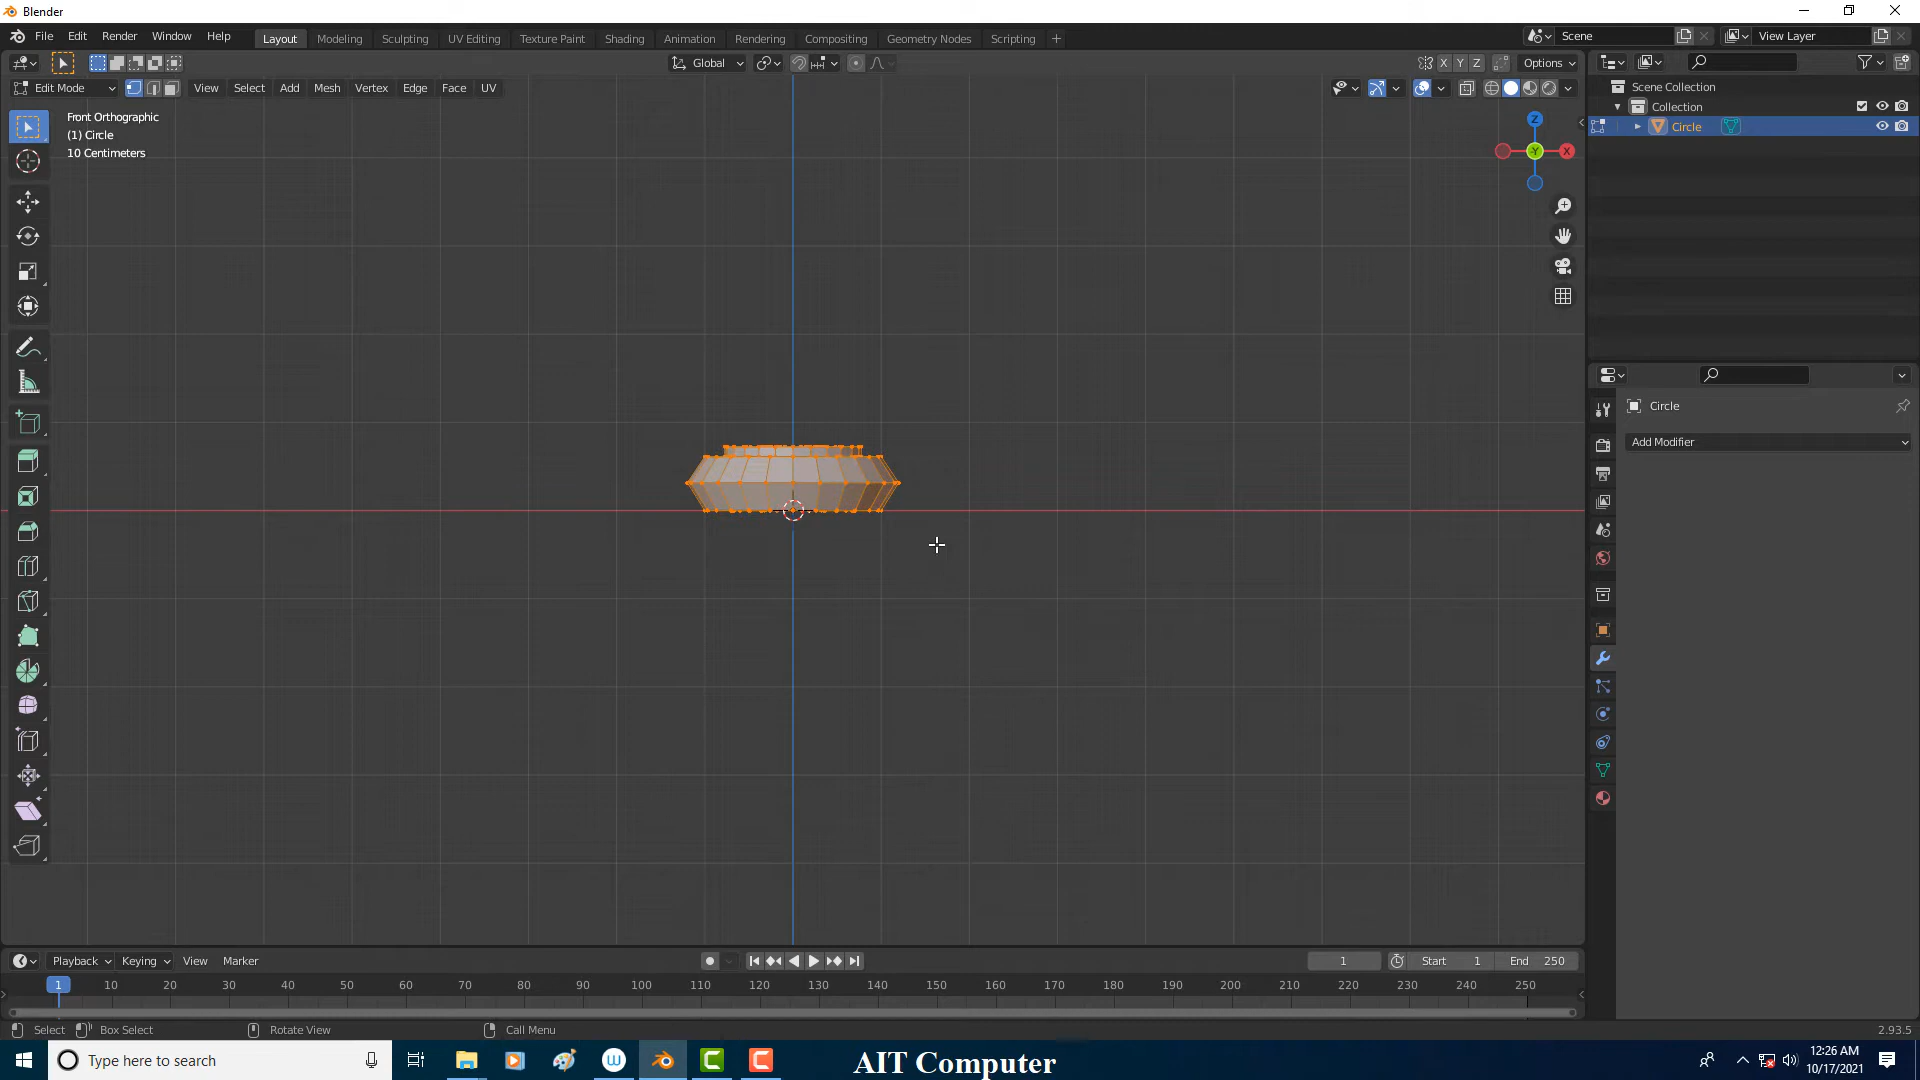 Blender
File Edit Render Window Help
Layout Modeling Sculpting UV Editing Texture Paint Shading Animation Rendering Compositing Geometry Nodes Scripting +
Scene
View Layer
Global
X Y Z Options
Edit Mode View Select Add Mesh Vertex Edge Face UV
Front Orthographic
(1) Circle
10 Centimeters
Z
-Y
X
Scene Collection
Collection
Circle
Circle
Add Modifier
Playback Keying View Marker
1
Start 1
End 250
1 10 20 30 40 50 60 70 80 90 100 110 120 130 140 150 160 170 180 190 200 210 220 230 240 250
Select Box Select Rotate View Call Menu
2.93.5
Type here to search
AIT Computer
12:26 AM
10/17/2021